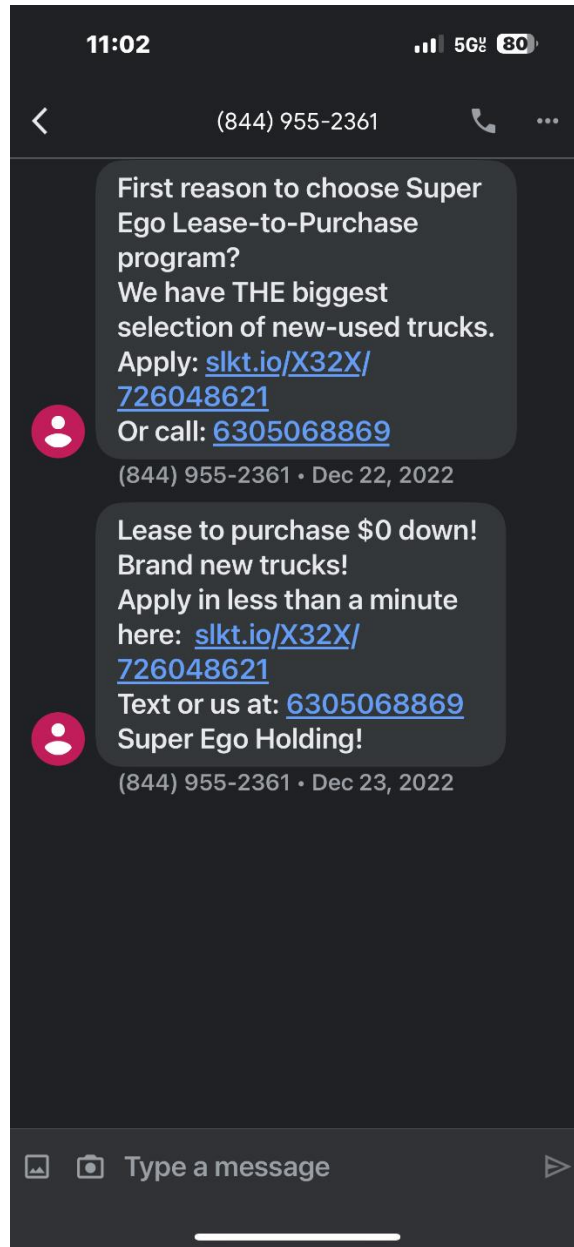 11:02
5G 80
(844) 955-2361
First reason to choose Super
Ego Lease-to-Purchase
program?
We have THE biggest
selection of new-used trucks.
Apply: slkt.io/X32X/
726048621
Or call: 6305068869
(844) 955-2361 • Dec 22, 2022
Lease to purchase $0 down!
Brand new trucks!
Apply in less than a minute
here: slkt.io/X32X/
726048621
Text or us at: 6305068869
Super Ego Holding!
(844) 955-2361 • Dec 23, 2022
Type a message